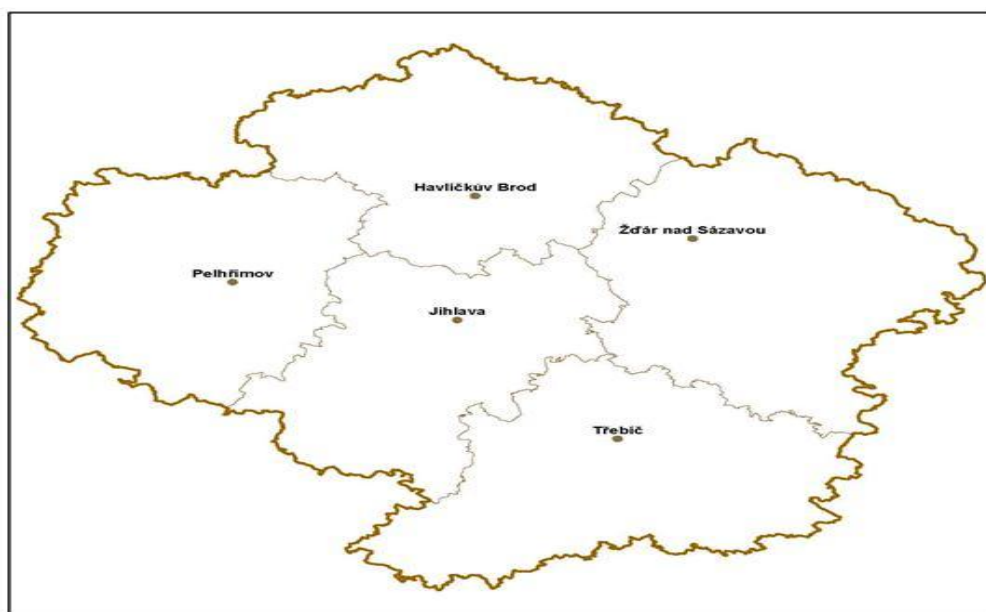 Havlíčkův Brod
Žďár nad Sázavou
Pelhřimov
Jihlava
Třebíč